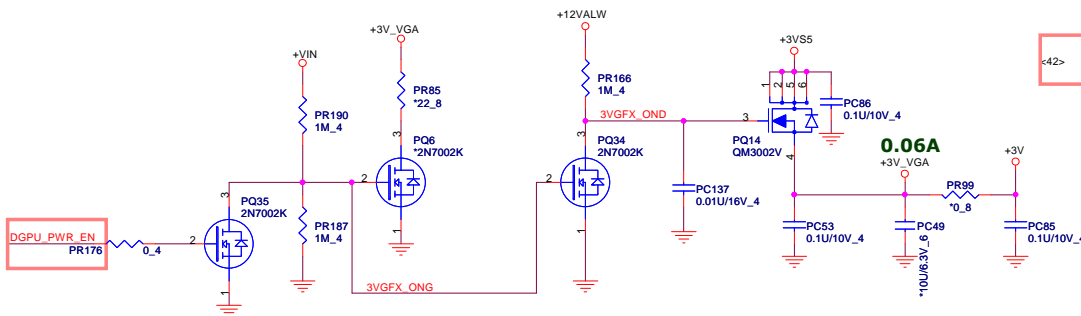 +12VALW
+3V_VGA
+VIN
+3VS5
<42>
PR85
*22_8
PR166
1M_4
PR190
1M_4
1
2
5
6
PC86
0.1U/10V_4
3VGFX_OND
3
PQ14
QM3002V
4
3
PQ6
*2N7002K
2
1
3
PQ34
2N7002K
2
1
0.06A
+3V_VGA
+3V
PR99
*0_8
PC137
0.01U/16V_4
3
PQ35
2N7002K
2
1
PR187
1M_4
DGPU_PWR_EN
PR176
0_4
PC53
0.1U/10V_4
PC49
*10U/6.3V_6
PC85
0.1U/10V_4
3VGFX_ONG